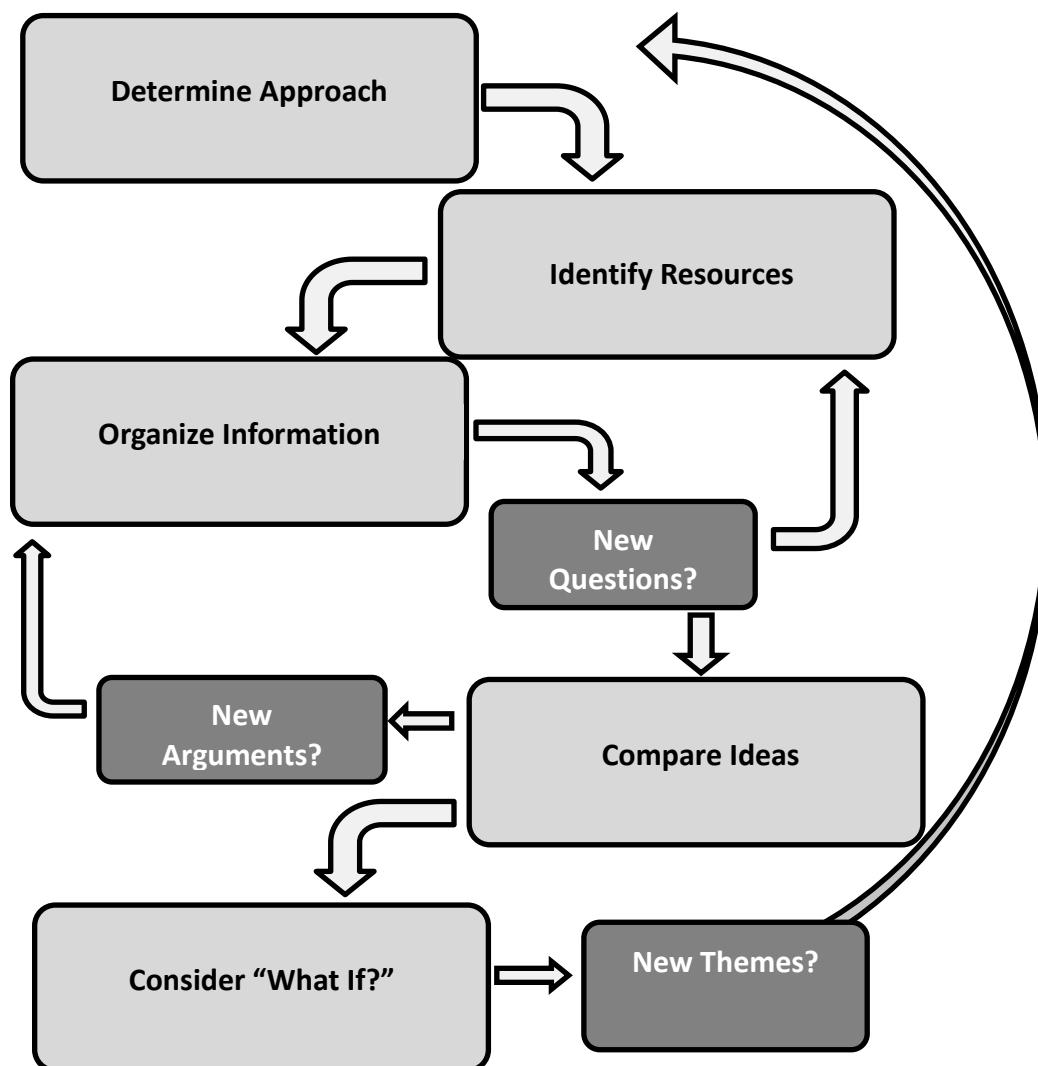 Determine Approach
Identify Resources
Organize Information
New
Questions?
New
Arguments?
Compare Ideas
Consider “What If?”
New Themes?